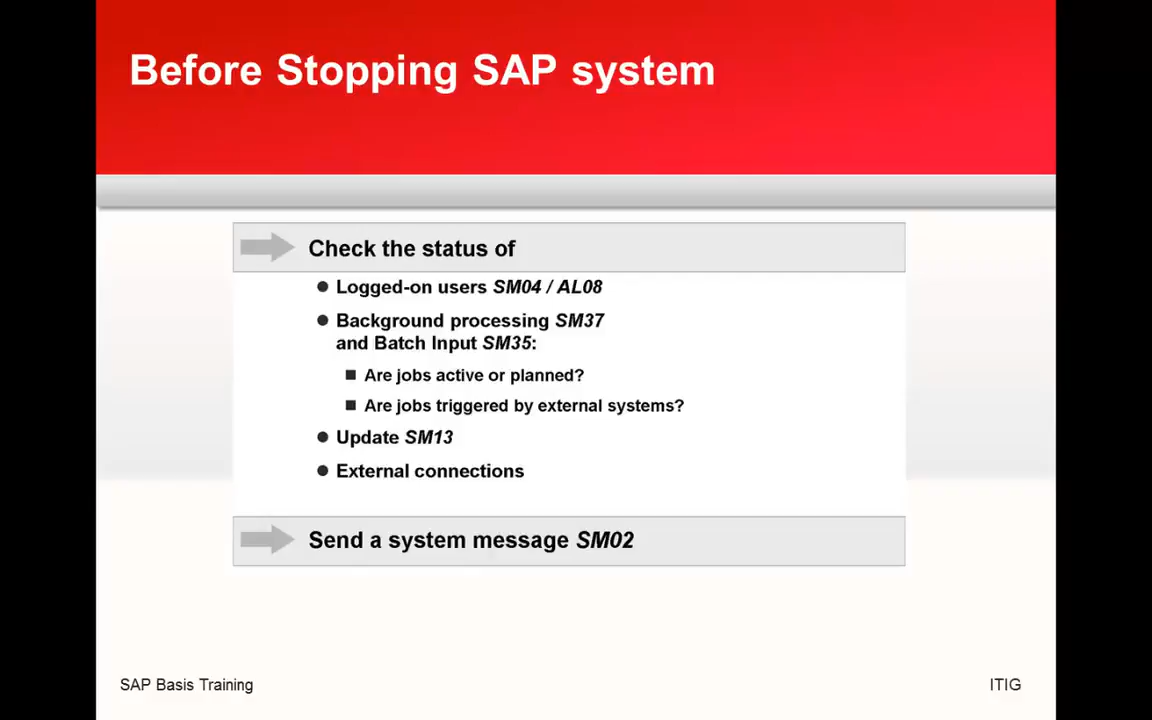 Before Stopping SAP system
Check the status of
Logged-on users SM04 / AL08
Background processing SM37
and Batch Input SM35:
Are jobs active or planned?
Are jobs triggered by external systems?
Update SM13
External connections
Send a system message SM02
SAP Basis Training
ITIG